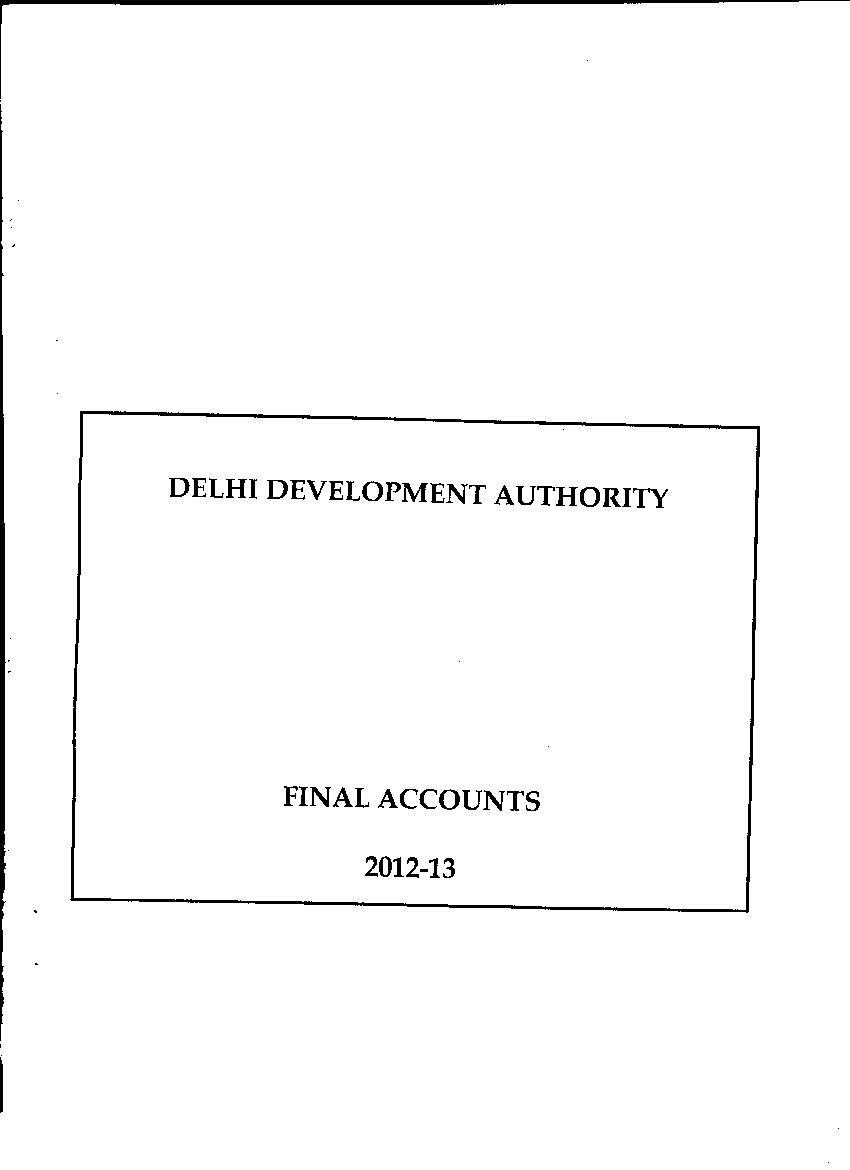 DELHI DEVELOPMENT AUTHORITY
FINAL ACCOUNTS
2012-13